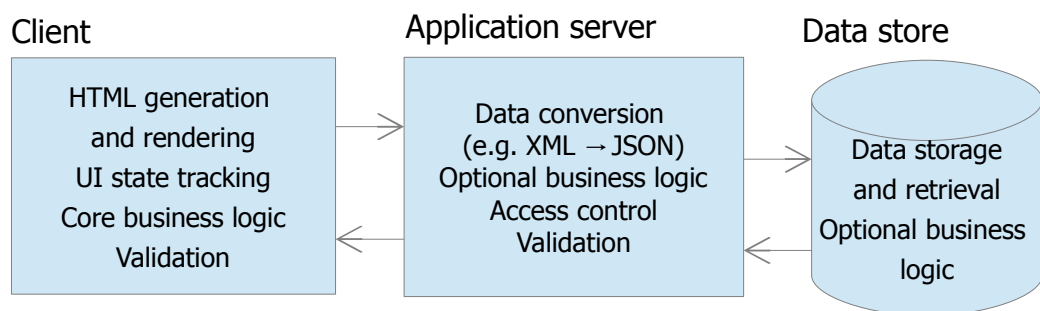 Client
HTML generation
and rendering
UI state tracking
Core business logic
Validation
Application server
Data conversion
(e.g. XML → JSON)
Optional business logic
Access control
Validation
Data store
Data storage
and retrieval
Optional business
logic